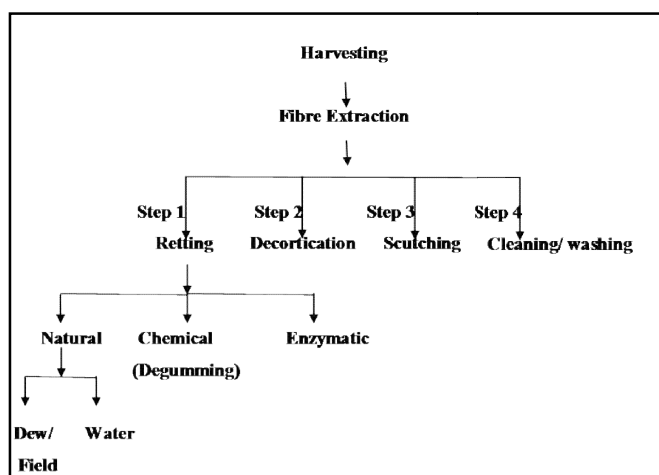 Harvesting
Fibre Extraction
Step 1 Step 2 Step 3 Step 4
Retting Decortication Scutching Cleaning/ washing
Natural Chemical Enzymatic
(Degumming)
Dew/ Water
Field